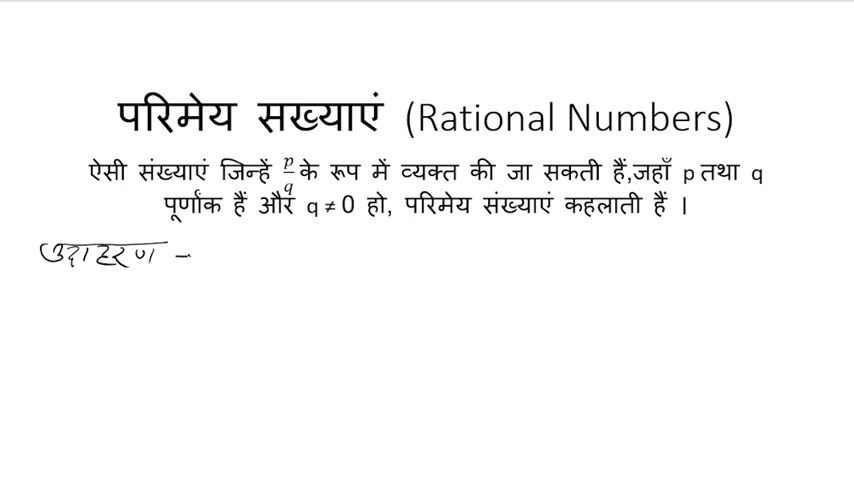 परिमेय सख्याएं (Rational Numbers)
ऐसी संख्याएं जिन्हें p/q के रूप में व्यक्त की जा सकती हैं,जहाँ p तथा q
पूर्णांक हैं और q ≠ 0 हो, परिमेय संख्याएं कहलाती हैं ।
उदाहरण -